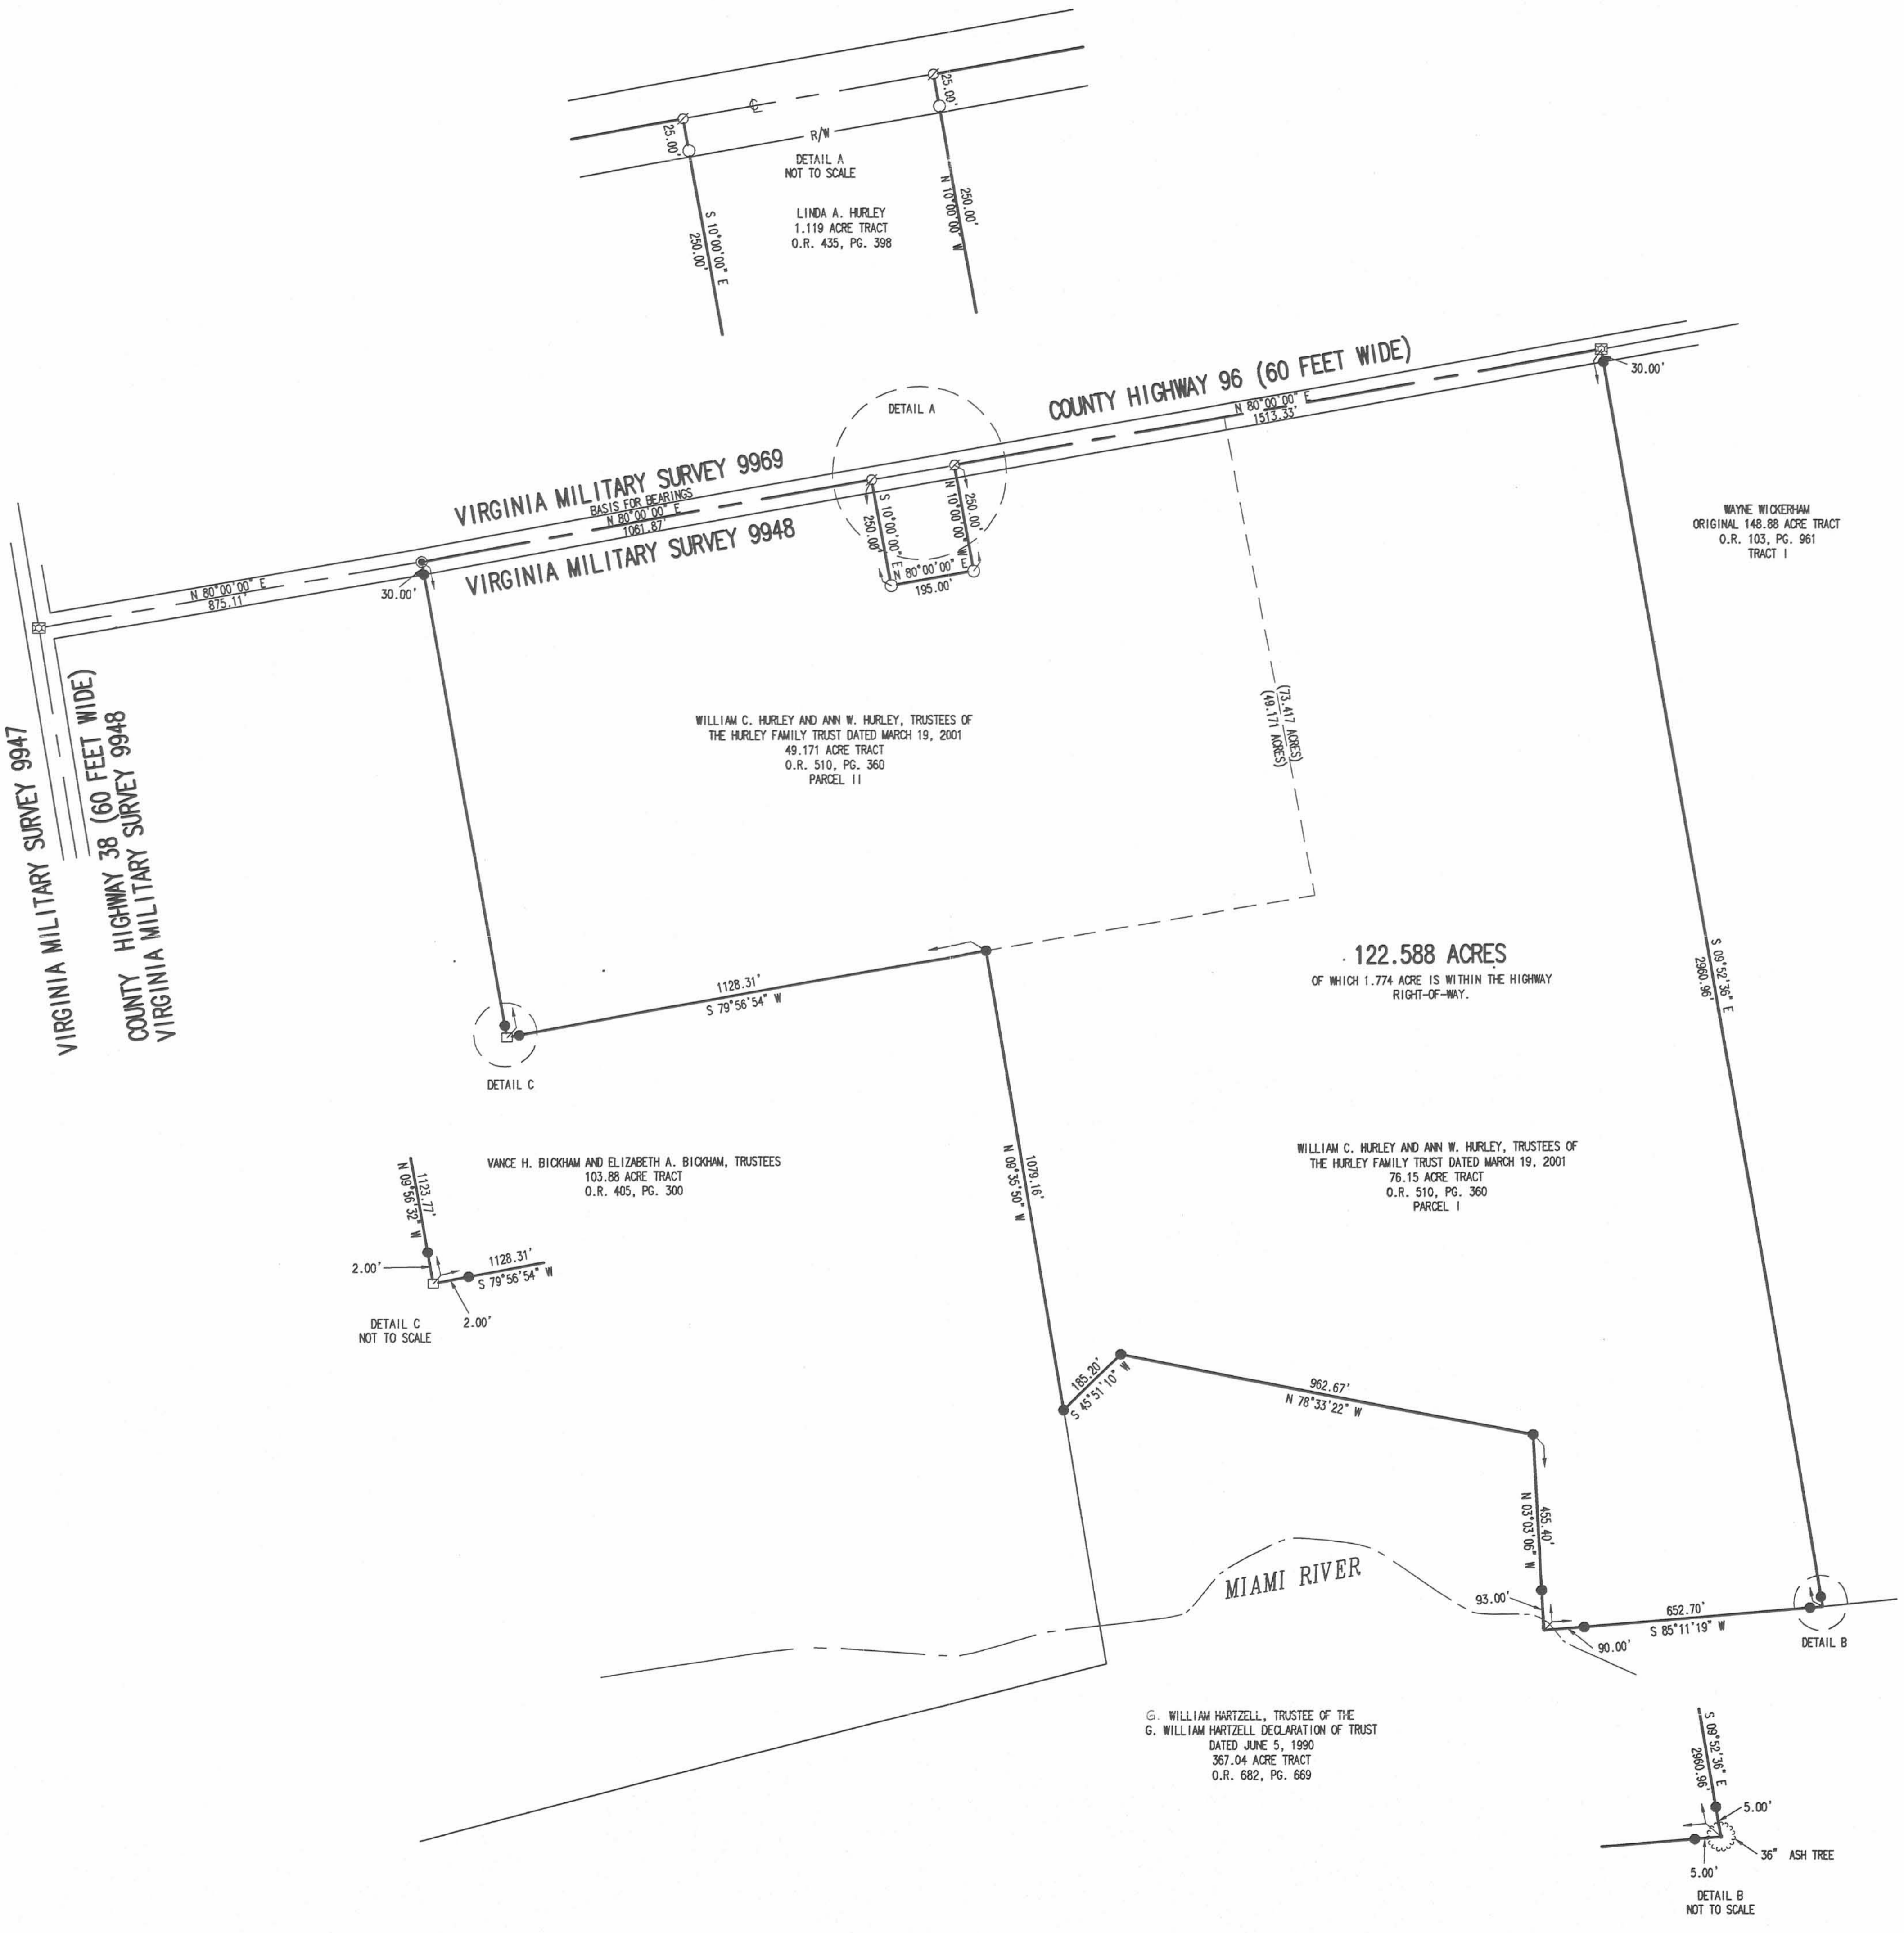 25.00'
25.00'
℄
R/W
DETAIL A
NOT TO SCALE
LINDA A. HURLEY
1.119 ACRE TRACT
O.R. 435, PG. 398
S 10°00'00" E
250.00'
250.00'
N 10°00'00" W
COUNTY HIGHWAY 96 (60 FEET WIDE)
N 80°00'00" E
1513.33'
30.00'
DETAIL A
VIRGINIA MILITARY SURVEY 9969
BASIS FOR BEARINGS
N 80°00'00" E
1061.87'
VIRGINIA MILITARY SURVEY 9948
S 10°00'00" E
250.00'
250.00'
N 10°00'00" W
N 80°00'00" E
195.00'
N 80°00'00" E
875.11'
30.00'
WAYNE WICKERHAM
ORIGINAL 148.88 ACRE TRACT
O.R. 103, PG. 961
TRACT I
VIRGINIA MILITARY SURVEY 9947
COUNTY HIGHWAY 38 (60 FEET WIDE)
VIRGINIA MILITARY SURVEY 9948
WILLIAM C. HURLEY AND ANN W. HURLEY, TRUSTEES OF
THE HURLEY FAMILY TRUST DATED MARCH 19, 2001
49.171 ACRE TRACT
O.R. 510, PG. 360
PARCEL II
(73.417 ACRES)
(49.171 ACRES)
S 09°52'36" E
2960.96'
122.588 ACRES
OF WHICH 1.774 ACRE IS WITHIN THE HIGHWAY
RIGHT-OF-WAY.
1128.31'
S 79°56'54" W
DETAIL C
VANCE H. BICKHAM AND ELIZABETH A. BICKHAM, TRUSTEES
103.88 ACRE TRACT
O.R. 405, PG. 300
1079.16'
N 09°35'50" W
WILLIAM C. HURLEY AND ANN W. HURLEY, TRUSTEES OF
THE HURLEY FAMILY TRUST DATED MARCH 19, 2001
76.15 ACRE TRACT
O.R. 510, PG. 360
PARCEL I
1123.77'
N 09°56'32" W
2.00'
1128.31'
S 79°56'54" W
2.00'
DETAIL C
NOT TO SCALE
185.20'
S 45°51'10" W
962.67'
N 78°33'22" W
455.40'
N 03°03'06" W
MIAMI RIVER
93.00'
90.00'
652.70'
S 85°11'19" W
DETAIL B
G. WILLIAM HARTZELL, TRUSTEE OF THE
G. WILLIAM HARTZELL DECLARATION OF TRUST
DATED JUNE 5, 1990
367.04 ACRE TRACT
O.R. 682, PG. 669
S 09°52'36" E
2960.96'
5.00'
36" ASH TREE
5.00'
DETAIL B
NOT TO SCALE